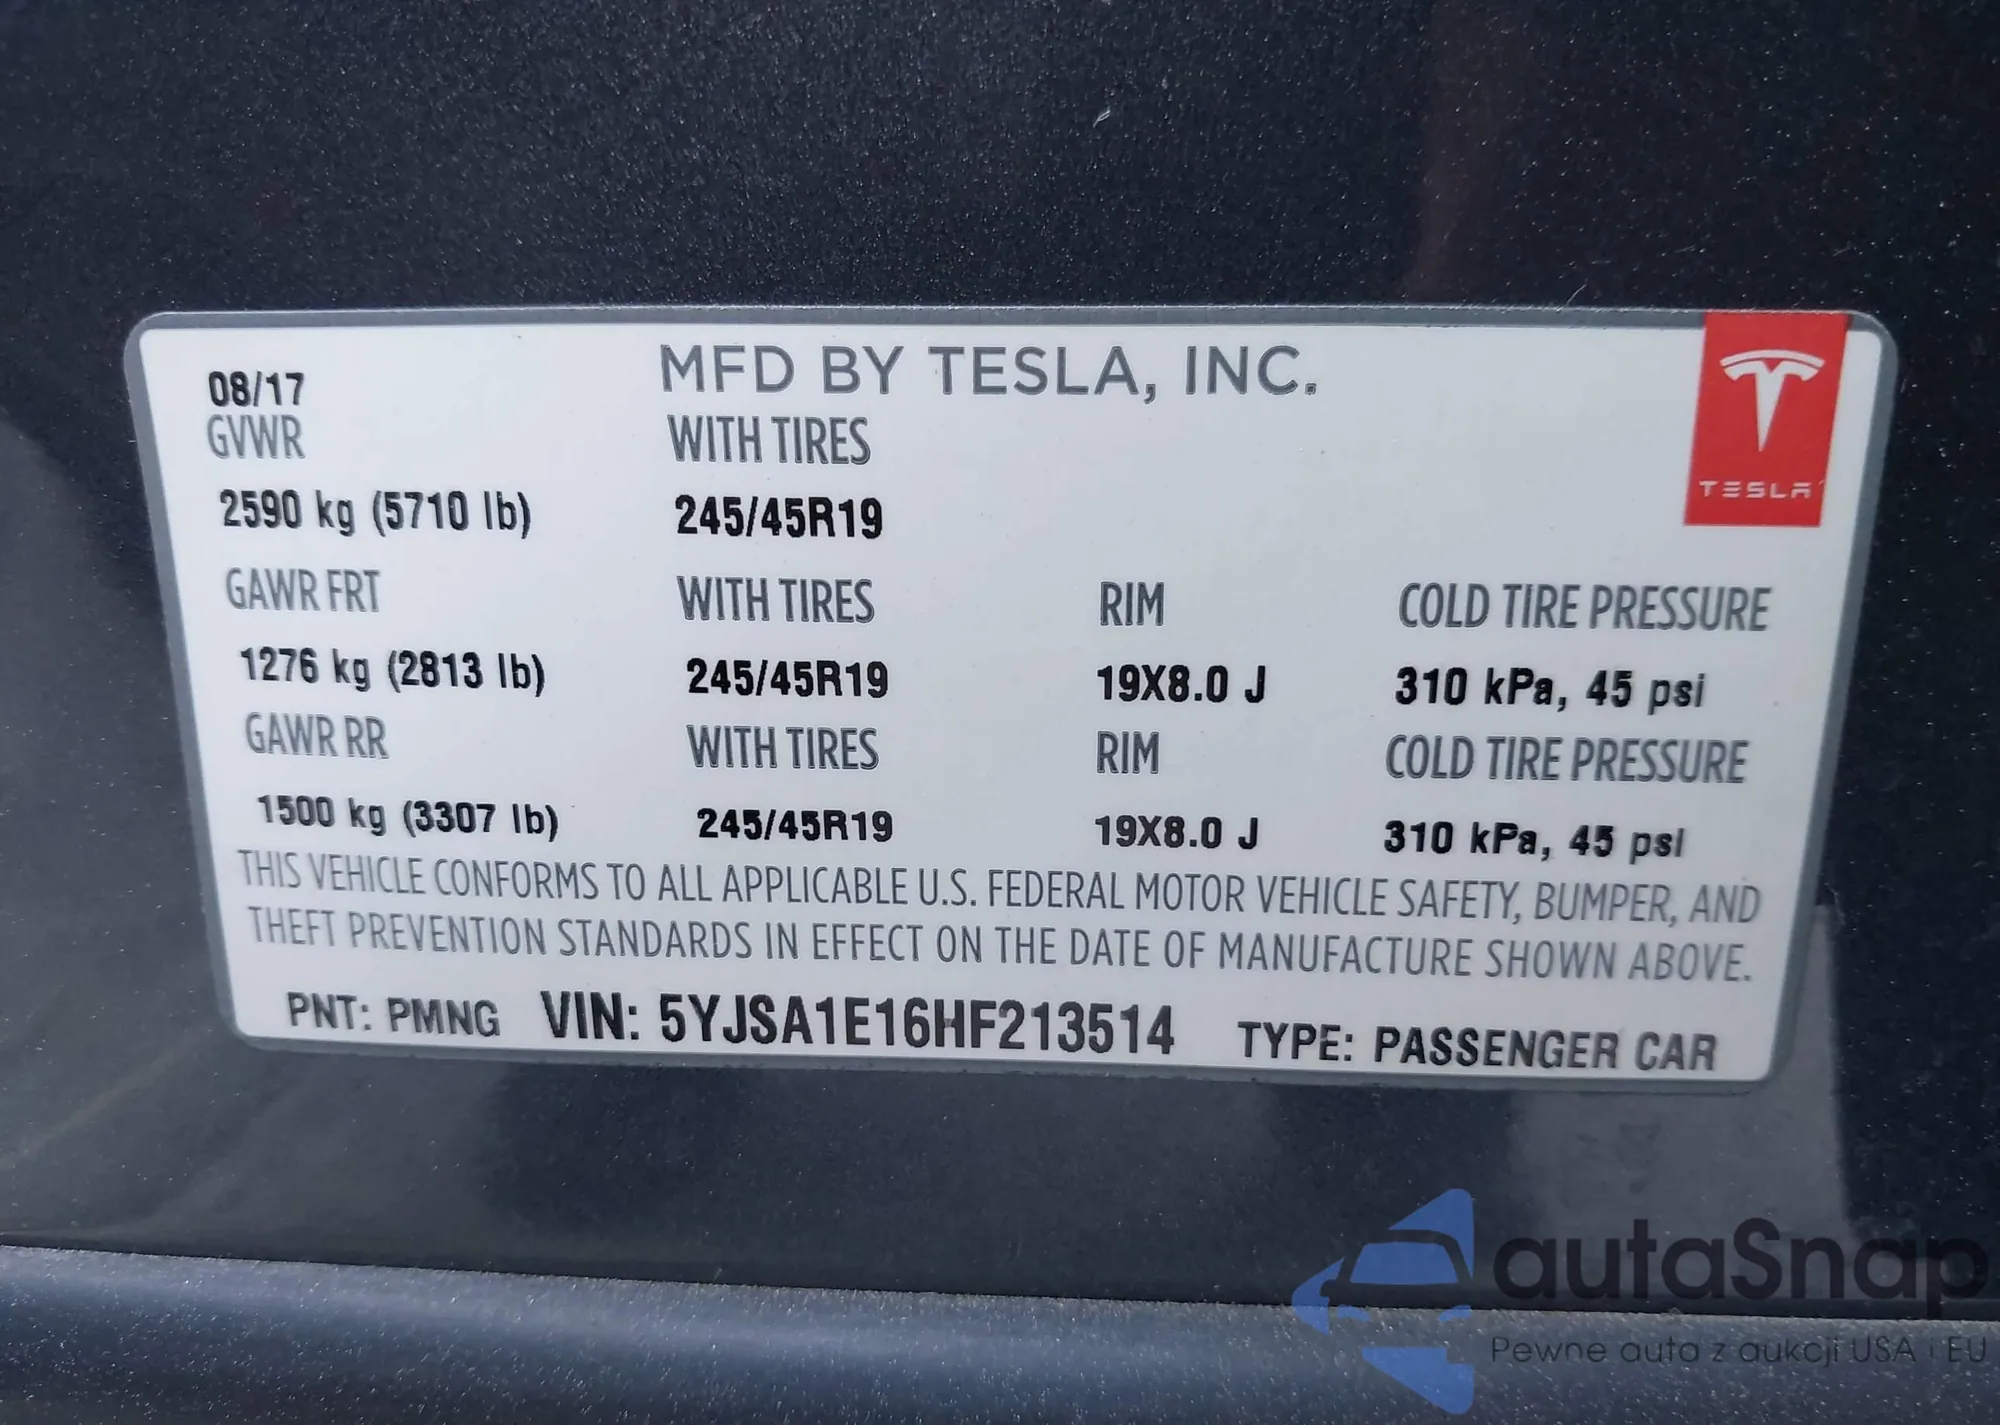 08/17 MFD BY TESLA, INC.
GVWR WITH TIRES
2590 kg (5710 lb) 245/45R19
TESLA
GAWR FRT WITH TIRES RIM COLD TIRE PRESSURE
1276 kg (2813 lb) 245/45R19 19X8.0 J 310 kPa, 45 psi
GAWR RR WITH TIRES RIM COLD TIRE PRESSURE
1500 kg (3307 lb) 245/45R19 19X8.0 J 310 kPa, 45 psi
THIS VEHICLE CONFORMS TO ALL APPLICABLE U.S. FEDERAL MOTOR VEHICLE SAFETY, BUMPER, AND
THEFT PREVENTION STANDARDS IN EFFECT ON THE DATE OF MANUFACTURE SHOWN ABOVE.
PNT: PMNG VIN: 5YJSA1E16HF213514 TYPE: PASSENGER CAR
autaSnap
Pewne auta z aukcji USA i EU